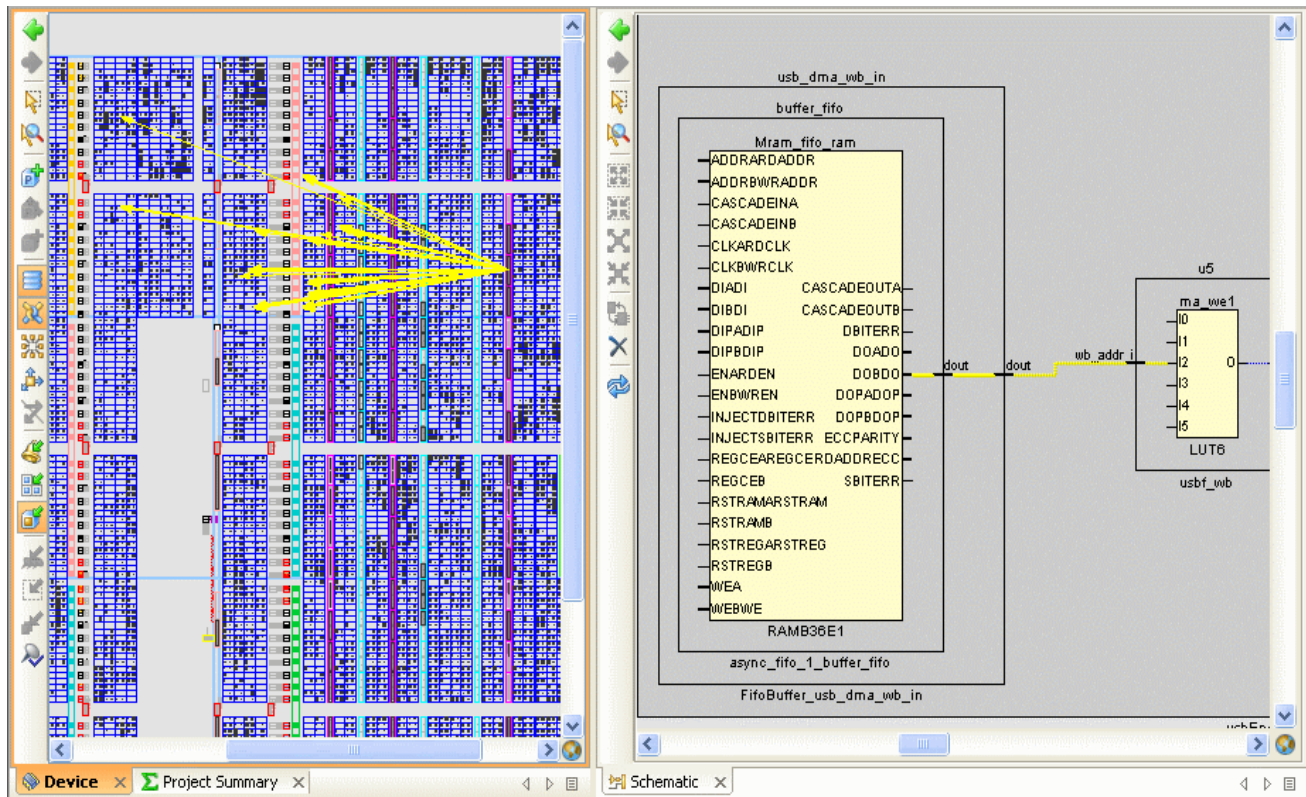 usb_dma_wb_in
buffer_fifo
Mram_fifo_ram
ADDRARDADDR
ADDRBWRADDR
CASCADEINA
CASCADEINB
CLKARDCLK
CLKBWRCLK
DIADI CASCADEOUTA
DIBDI CASCADEOUTB
DIPADIP DBITERR
DIPBDIP DOADO
ENARDEN DOBDO
ENBWREN DOPADOP
INJECTDBITERR DOPBDOP
INJECTSBITERR ECCPARITY
REGCEAREGCERDADDRECC
REGCEB SBITERR
RSTRAMARSTRAM
RSTRAMB
RSTREGARSTREG
RSTREGB
WEA
WEBWE
RAMB36E1
async_fifo_1_buffer_fifo
FifoBuffer_usb_dma_wb_in
dout
dout
wb_addr_i
u5
ma_we1
I0
I1
I2 O
I3
I4
I5
LUT6
usbf_wb
Device
Project Summary
Schematic